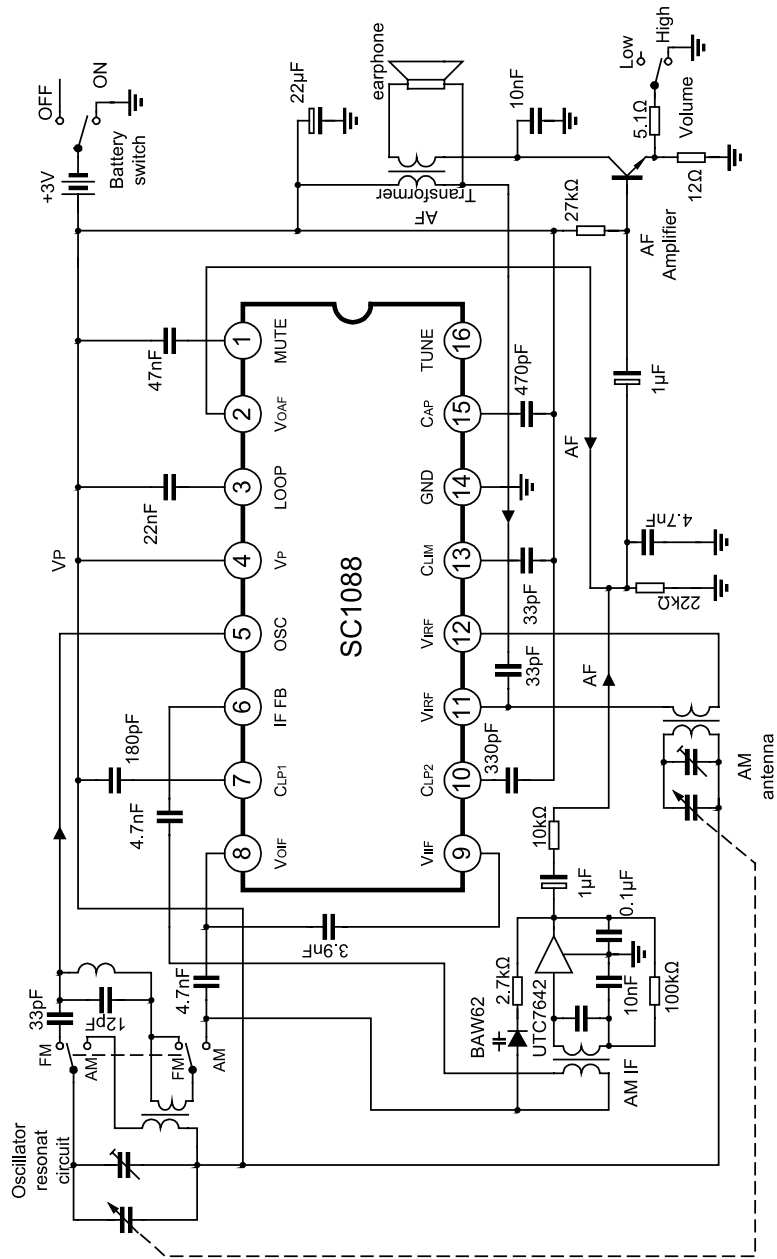 OFF
ON
Battery
switch
+3V
22µF
earphone
10nF
Low
High
5.1Ω
Volume
12Ω
Transformer
AF
27kΩ
AF
Amplifier
47nF
22nF
VP
180pF
4.7nF
1
MUTE
2
VOAF
3
LOOP
4
VP
5
OSC
6
IF FB
7
CLP1
8
VOIF
SC1088
16
TUNE
15
CAP
14
GND
13
CLIM
12
VIRF
11
VIRF
10
CLP2
9
VIIF
470pF
33pF
33pF
330pF
AF
1µF
4.7nF
22kΩ
AF
10kΩ
1µF
0.1µF
3.9nF
4.7nF
33pF
12pF
FM
AM
FM
AM
2.7kΩ
BAW62
UTC7642
10nF
100kΩ
AM IF
AM
antenna
Oscillator
resonat
circuit